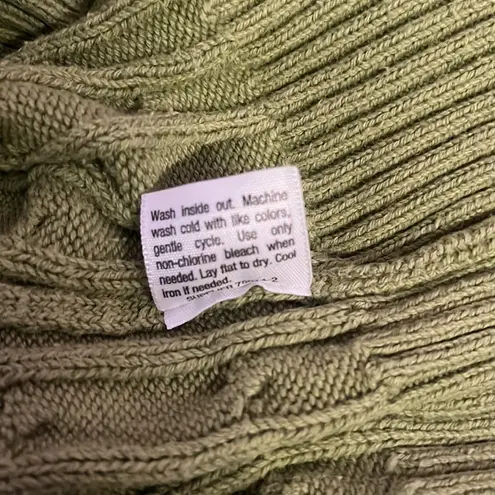 Wash inside out. Machine
wash cold with like colors,
gentle cycle. Use only
non-chlorine bleach when
needed. Lay flat to dry. Cool
iron if needed.